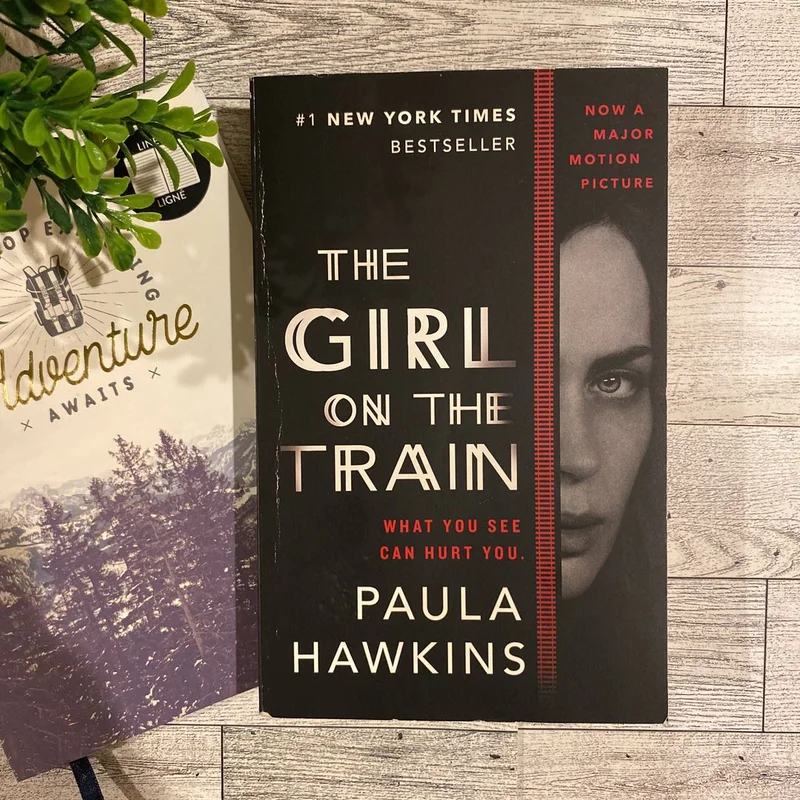 #1 NEW YORK TIMES
BESTSELLER
NOW A
MAJOR
MOTION
PICTURE
THE
GIRL
ON THE
TRAIN
WHAT YOU SEE
CAN HURT YOU.
PAULA
HAWKINS
LIGNÉ
Adventure
× AWAITS ×